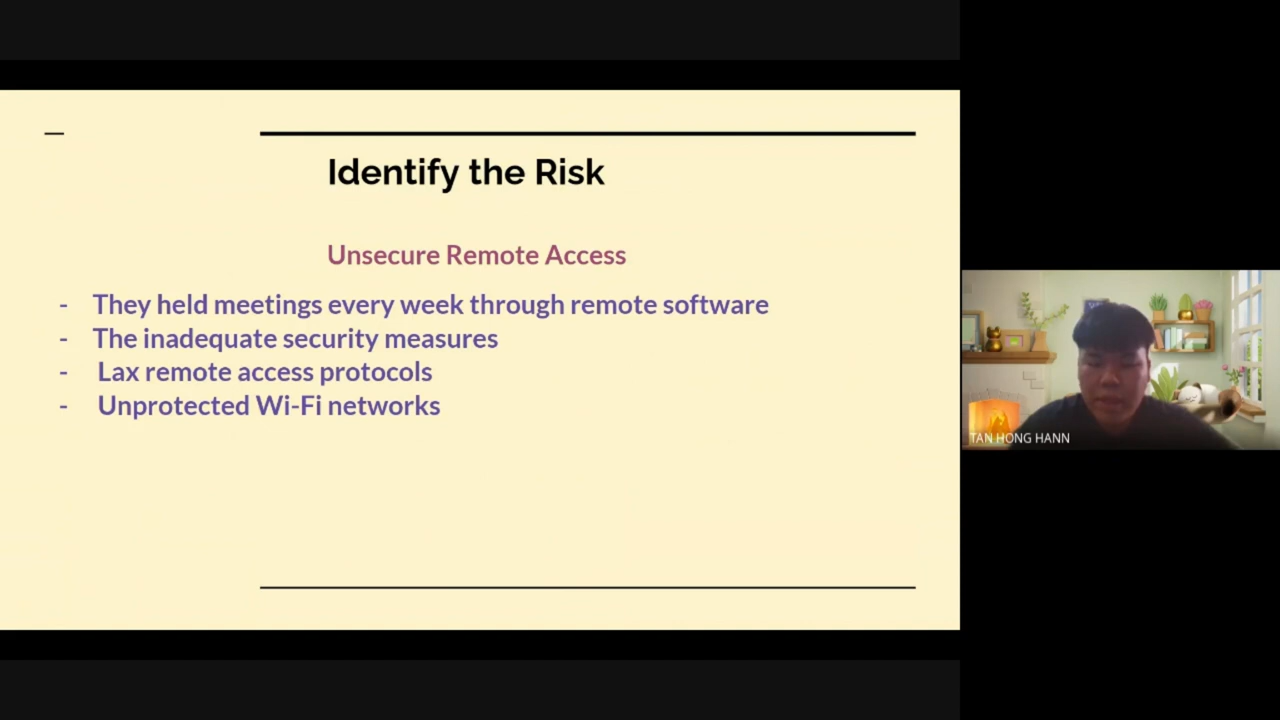 Identify the Risk
Unsecure Remote Access
- They held meetings every week through remote software
- The inadequate security measures
- Lax remote access protocols
- Unprotected Wi-Fi networks
TAN HONG HANN